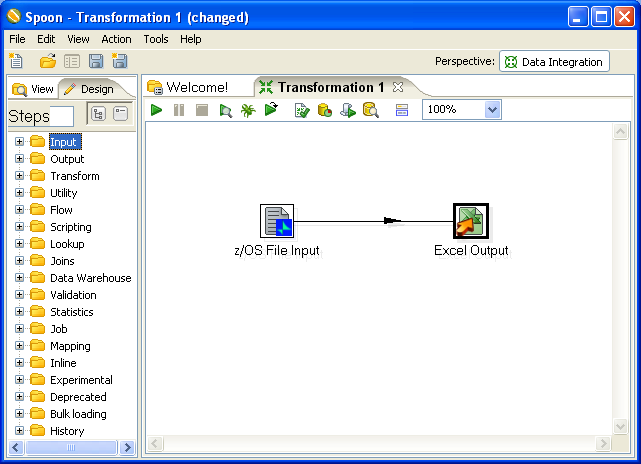 Spoon - Transformation 1 (changed)
File Edit View Action Tools Help
Perspective: Data Integration
View Design
Welcome! Transformation 1
Steps
100%
Input
Output
Transform
Utility
Flow
Scripting
Lookup
Joins
Data Warehouse
Validation
Statistics
Job
Mapping
Inline
Experimental
Deprecated
Bulk loading
History
z/OS File Input
Excel Output